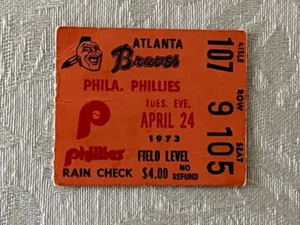 ATLANTA
Braves
PHILA. PHILLIES
TUES. EVE.
APRIL 24
1973
P
phillies
FIELD LEVEL
RAIN CHECK $4.00 NO REFUND
107 AISLE
9 ROW
105 SEAT